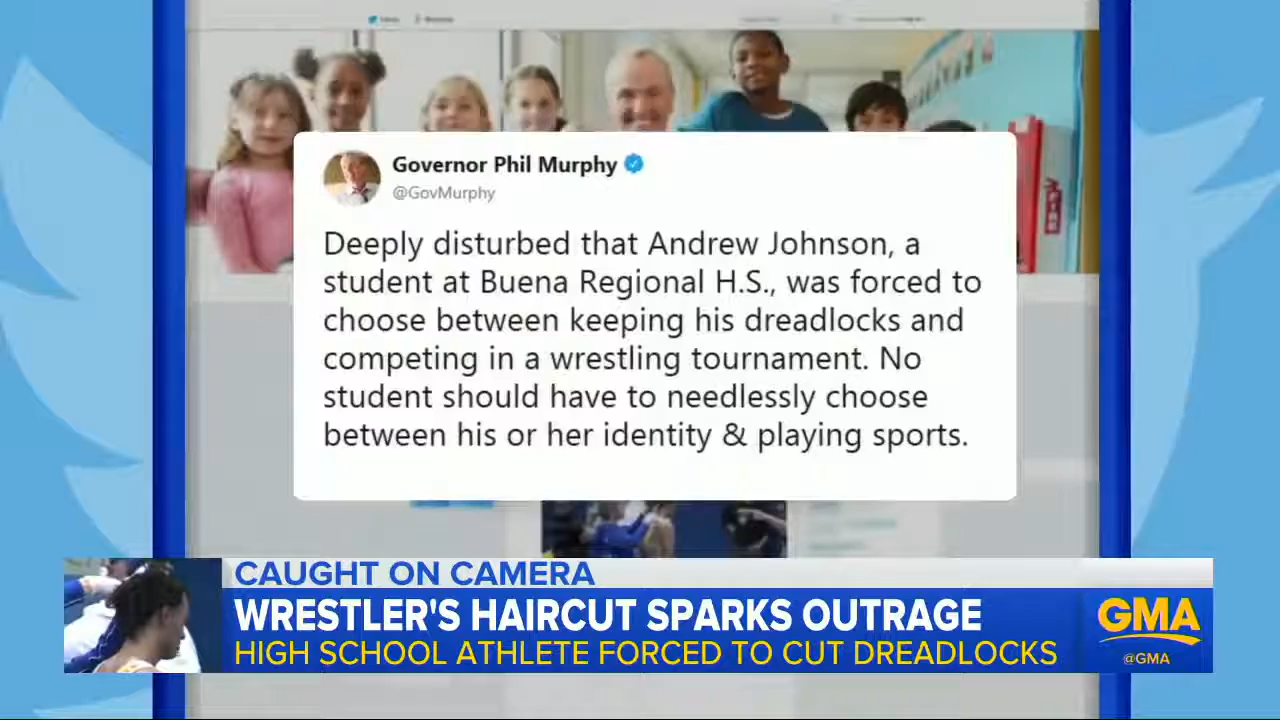 Governor Phil Murphy
@GovMurphy
Deeply disturbed that Andrew Johnson, a
student at Buena Regional H.S., was forced to
choose between keeping his dreadlocks and
competing in a wrestling tournament. No
student should have to needlessly choose
between his or her identity & playing sports.
CAUGHT ON CAMERA
WRESTLER'S HAIRCUT SPARKS OUTRAGE
HIGH SCHOOL ATHLETE FORCED TO CUT DREADLOCKS
GMA
@GMA